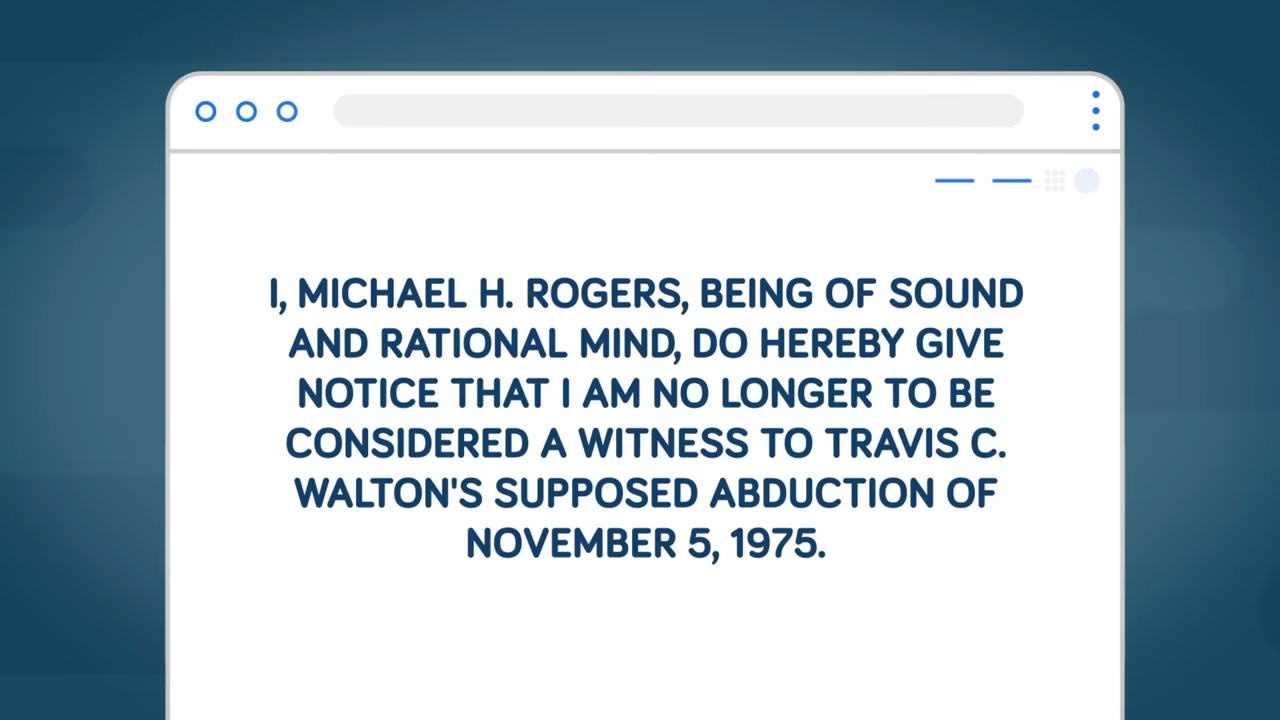 I, MICHAEL H. ROGERS, BEING OF SOUND
AND RATIONAL MIND, DO HEREBY GIVE
NOTICE THAT I AM NO LONGER TO BE
CONSIDERED A WITNESS TO TRAVIS C.
WALTON'S SUPPOSED ABDUCTION OF
NOVEMBER 5, 1975.